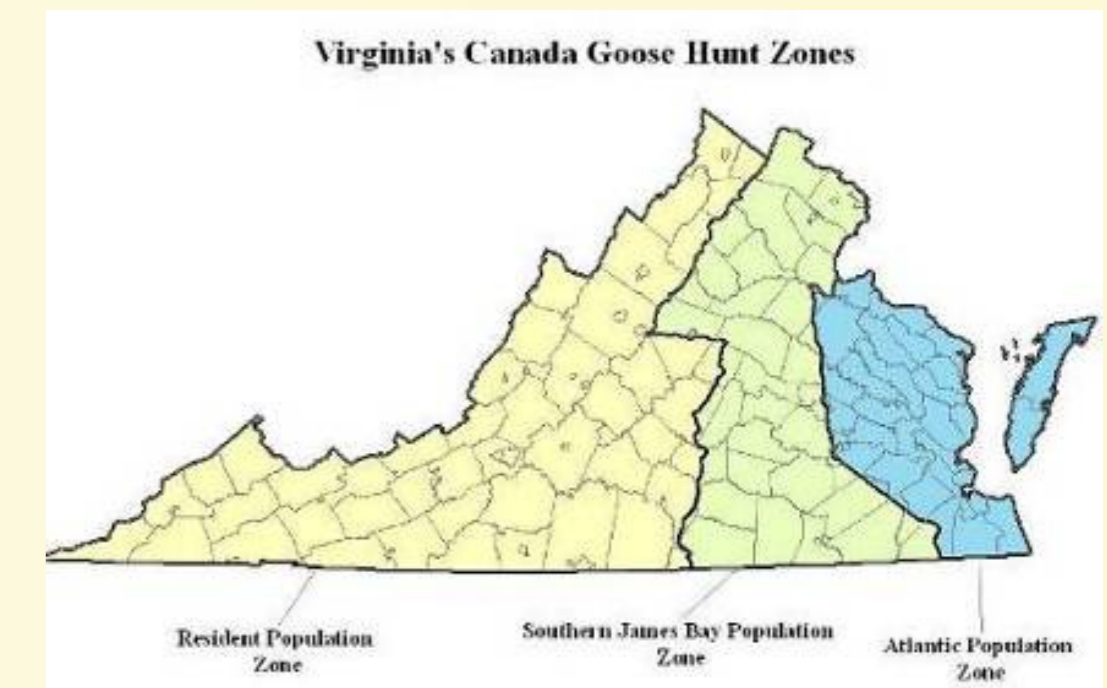 Virginia's Canada Goose Hunt Zones
Resident Population
Zone
Southern James Bay Population
Zone
Atlantic Population
Zone